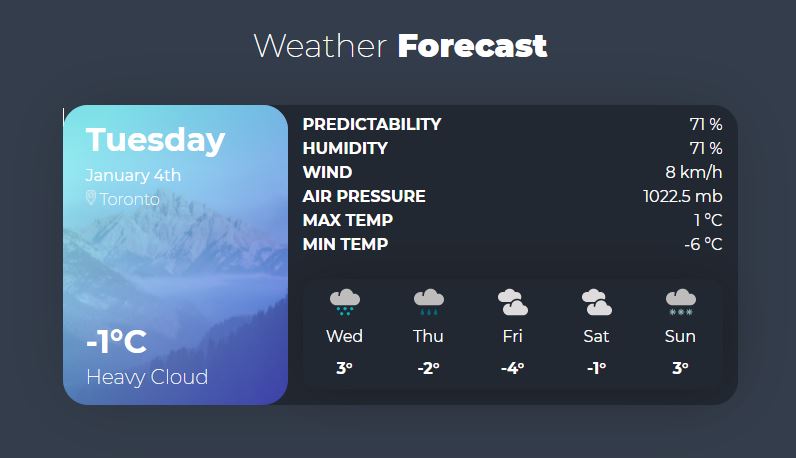 Weather Forecast
Tuesday
January 4th
Toronto
-1°C
Heavy Cloud
PREDICTABILITY 71 %
HUMIDITY 71 %
WIND 8 km/h
AIR PRESSURE 1022.5 mb
MAX TEMP 1 °C
MIN TEMP -6 °C
Wed Thu Fri Sat Sun
3° -2° -4° -1° 3°